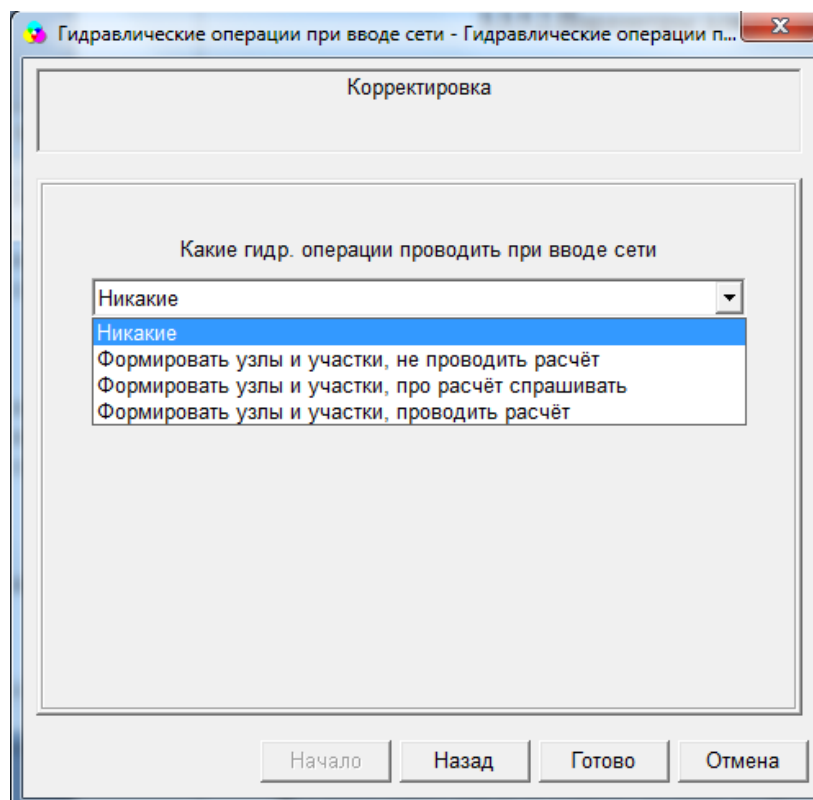 Гидравлические операции при вводе сети - Гидравлические операции п...
Корректировка
Какие гидр. операции проводить при вводе сети
Никакие
Никакие
Формировать узлы и участки, не проводить расчёт
Формировать узлы и участки, про расчёт спрашивать
Формировать узлы и участки, проводить расчёт
Начало
Назад
Готово
Отмена